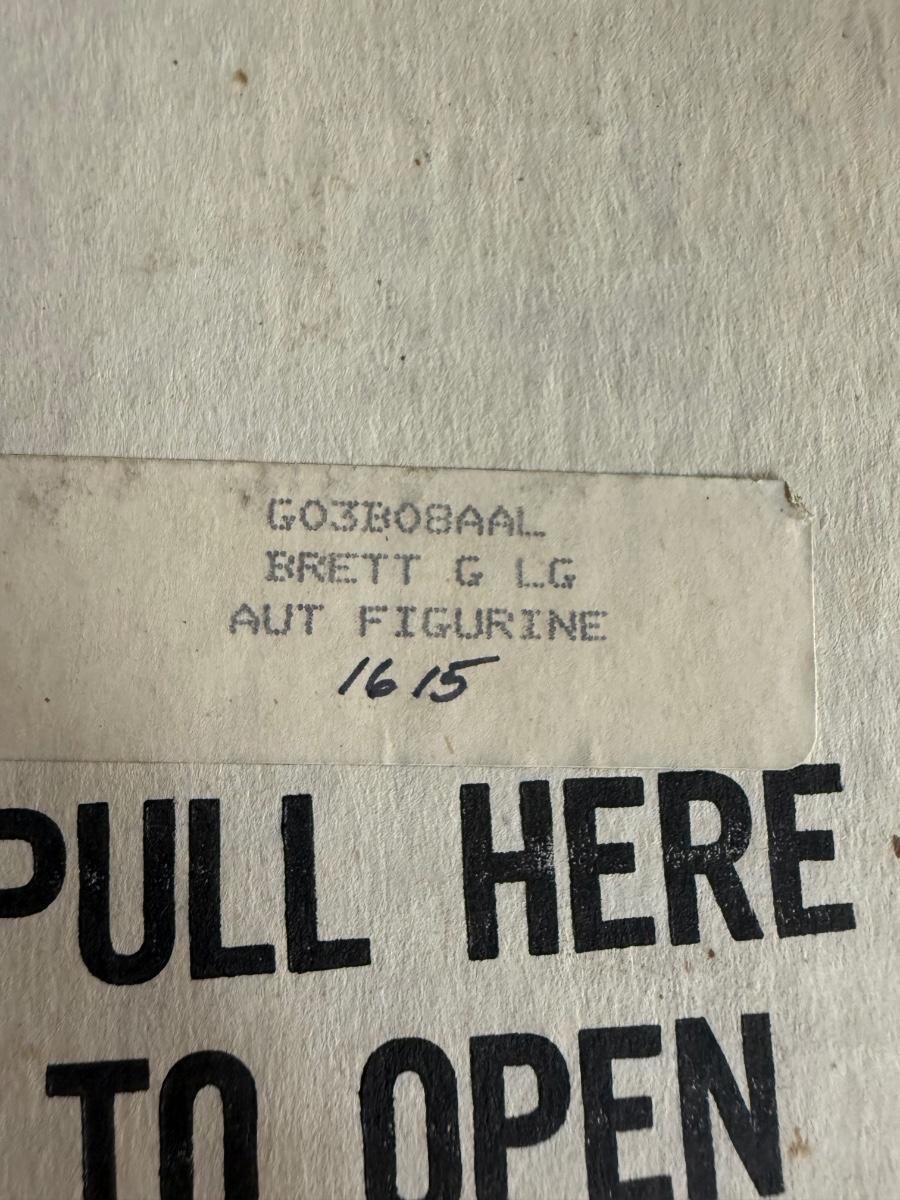 G03B08AAL
BRETT G LG
AUT FIGURINE
1615
PULL HERE
TO OPEN